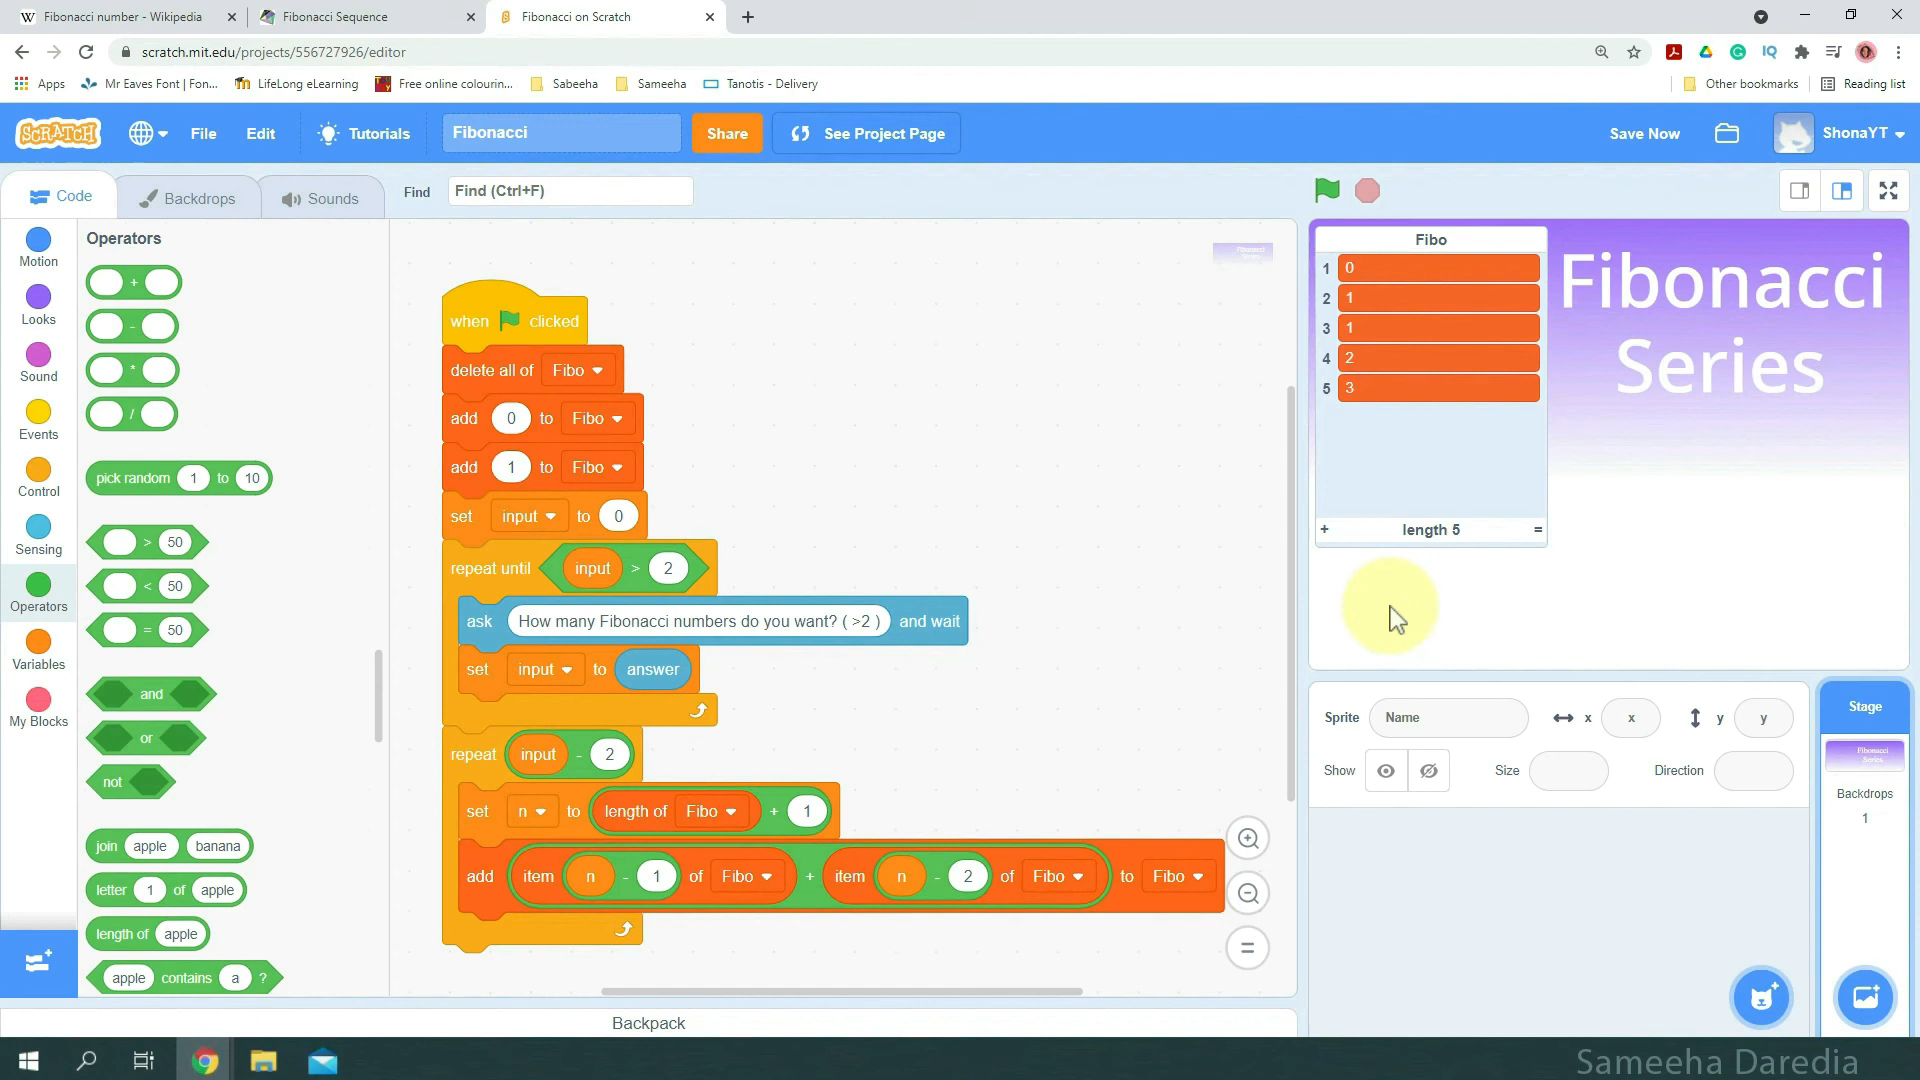 Fibonacci number - Wikipedia
Fibonacci Sequence
Fibonacci on Scratch
scratch.mit.edu/projects/556727926/editor
Apps Mr Eaves Font | Fon... LifeLong eLearning Free online colourin... Sabeeha Sameeha Tanotis - Delivery Other bookmarks Reading list
SCRATCH File Edit Tutorials Fibonacci Share See Project Page Save Now ShonaYT
Code Backdrops Sounds Find Find (Ctrl+F)
Motion
Looks
Sound
Events
Control
Sensing
Operators
Variables
My Blocks
Operators
+
-
*
/
pick random 1 to 10
> 50
< 50
= 50
and
or
not
join apple banana
letter 1 of apple
length of apple
apple contains a ?
when clicked
delete all of Fibo
add 0 to Fibo
add 1 to Fibo
set input to 0
repeat until input > 2
ask How many Fibonacci numbers do you want? ( >2 ) and wait
set input to answer
repeat input - 2
set n to length of Fibo + 1
add item n - 1 of Fibo + item n - 2 of Fibo to Fibo
Backpack
Fibo
1 0
2 1
3 1
4 2
5 3
+ length 5 =
Fibonacci
Series
Sprite Name x x y y
Show Size Direction
Stage
Fibonacci
Series
Backdrops
1
Sameeha Daredia